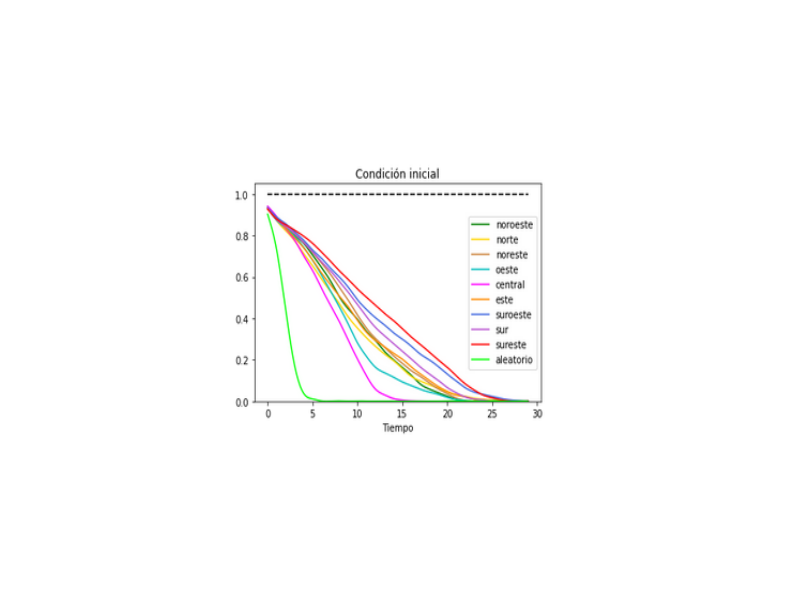 Condición inicial
1.0
0.8
0.6
0.4
0.2
0.0
noroeste
norte
noreste
oeste
central
este
suroeste
sur
sureste
aleatorio
0 5 10 15 20 25 30
Tiempo